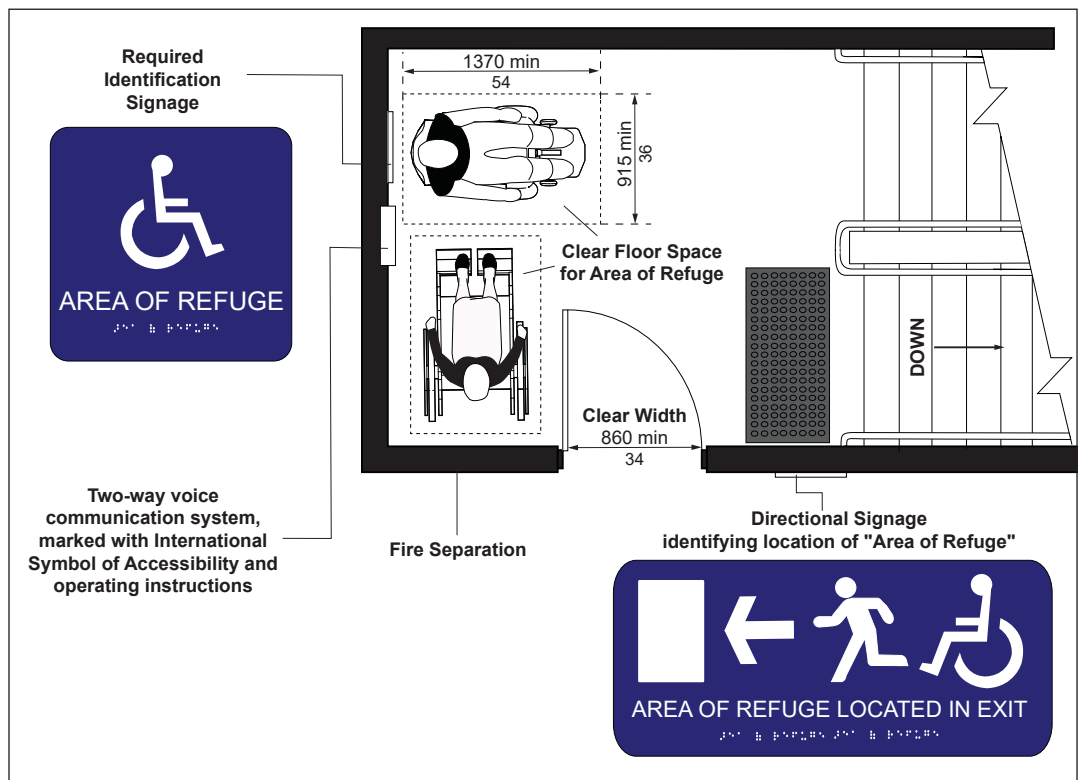 Required
Identification
Signage
AREA OF REFUGE
⠠⠁⠗⠑⠁ ⠷ ⠗⠑⠋⠥⠛⠑
Two-way voice
communication system,
marked with International
Symbol of Accessibility and
operating instructions
1370 min
54
915 min
36
Clear Floor Space
for Area of Refuge
DOWN
Clear Width
860 min
34
Fire Separation
Directional Signage
identifying location of "Area of Refuge"
AREA OF REFUGE LOCATED IN EXIT